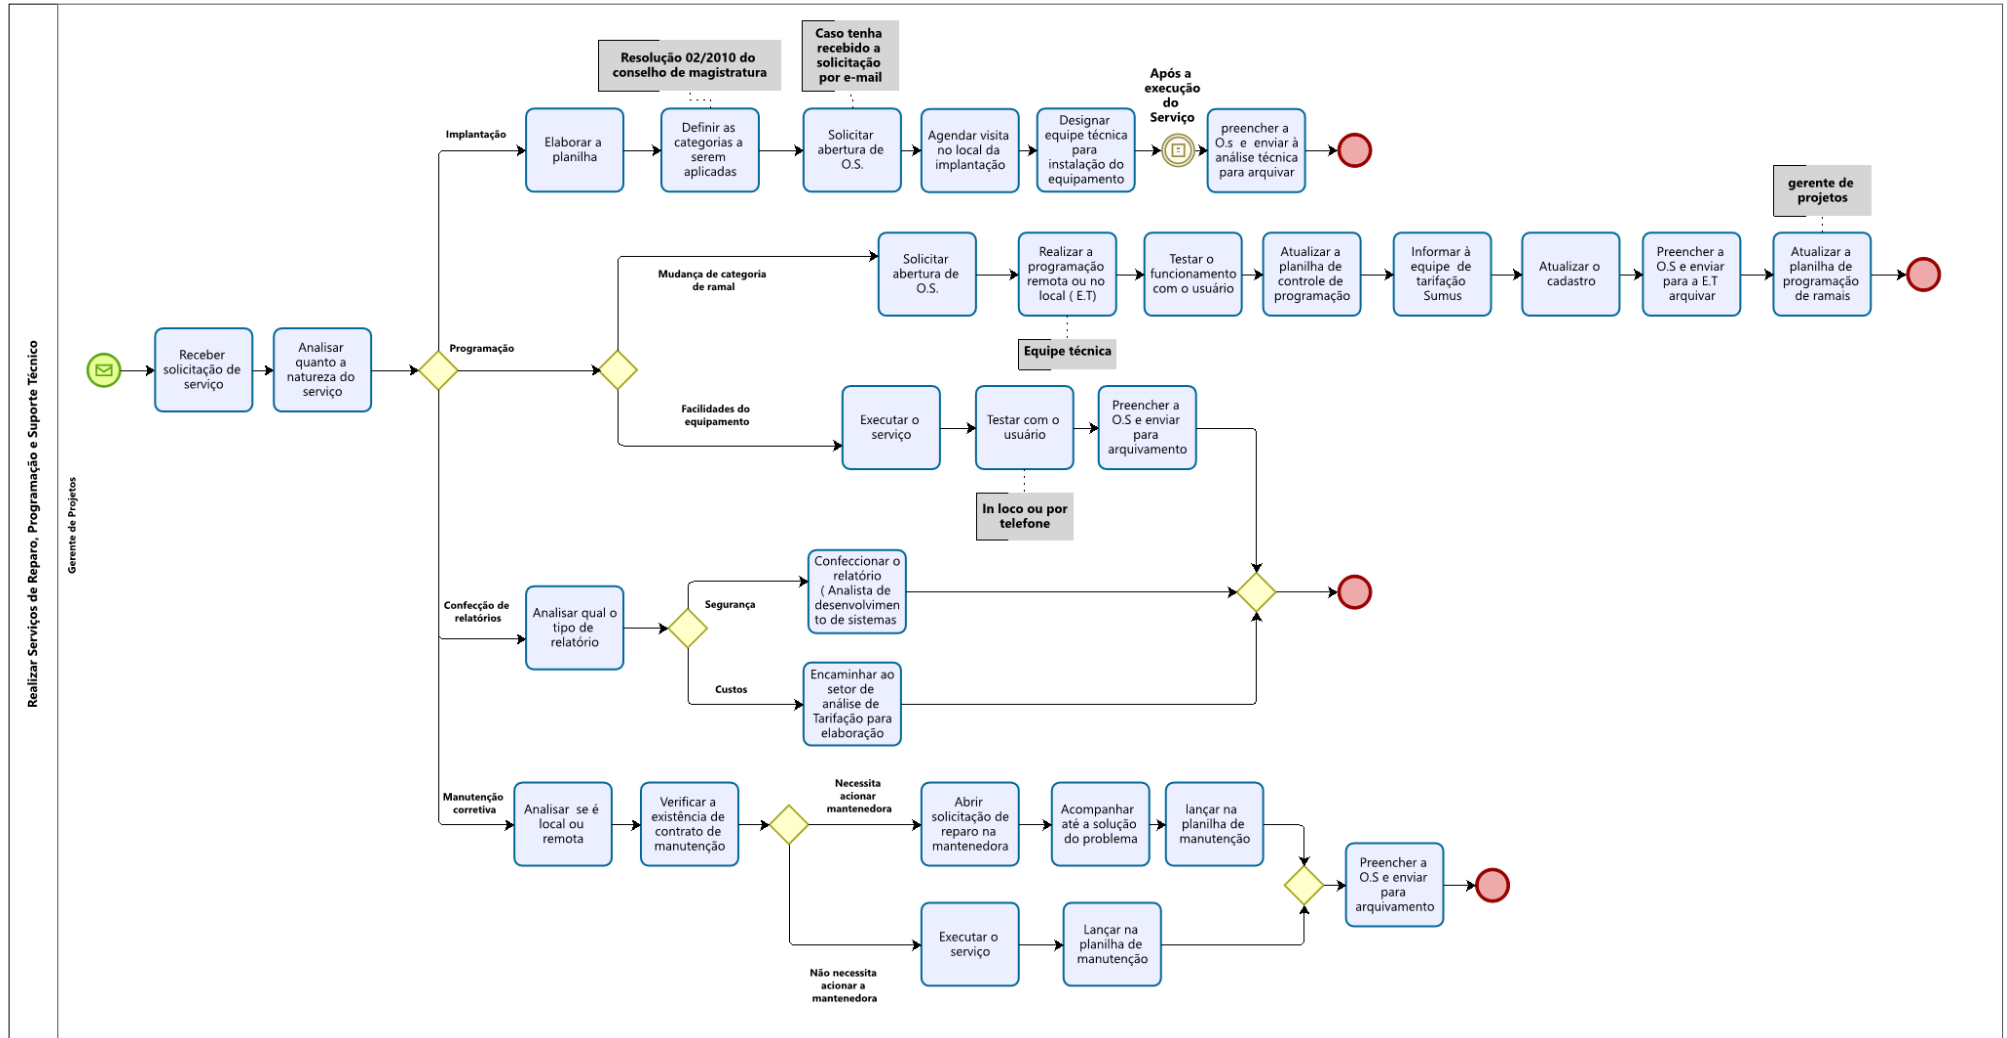 Realizar Serviços de Reparo, Programação e Suporte Técnico
Gerente de Projetos
Receber
solicitação de
serviço
Analisar
quanto a
natureza do
serviço
Implantação
Elaborar a
planilha
Resolução 02/2010 do
conselho de magistratura
Definir as
categorias a
serem
aplicadas
Caso tenha
recebido a
solicitação
por e-mail
Solicitar
abertura de
O.S.
Agendar visita
no local da
implantação
Designar
equipe técnica
para
instalação do
equipamento
Após a
execução
do
Serviço
preencher a
O.s e enviar à
análise técnica
para arquivar
Programação
Mudança de categoria
de ramal
Solicitar
abertura de
O.S.
Realizar a
programação
remota ou no
local ( E.T)
Equipe técnica
Testar o
funcionamento
com o usuário
Atualizar a
planilha de
controle de
programação
Informar à
equipe de
tarifação
Sumus
Atualizar o
cadastro
Preencher a
O.S e enviar
para a E.T
arquivar
gerente de
projetos
Atualizar a
planilha de
programação
de ramais
Facilidades do
equipamento
Executar o
serviço
Testar com o
usuário
In loco ou por
telefone
Preencher a
O.S e enviar
para
arquivamento
Confecção de
relatórios
Analisar qual o
tipo de
relatório
Segurança
Confeccionar o
relatório
( Analista de
desenvolvimen
to de sistemas
Custos
Encaminhar ao
setor de
análise de
Tarifação para
elaboração
Manutenção
corretiva
Analisar se é
local ou
remota
Verificar a
existência de
contrato de
manutenção
Necessita
acionar
mantenedora
Abrir
solicitação de
reparo na
mantenedora
Acompanhar
até a solução
do problema
lançar na
planilha de
manutenção
Não necessita
acionar a
mantenedora
Executar o
serviço
Lançar na
planilha de
manutenção
Preencher a
O.S e enviar
para
arquivamento